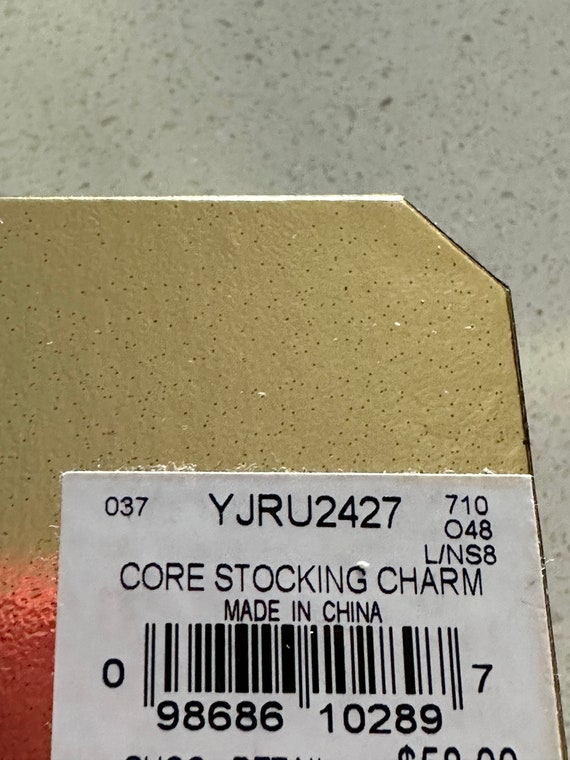 037 YJRU2427 710
O48
L/NS8
CORE STOCKING CHARM
MADE IN CHINA
0 98686 10289 7